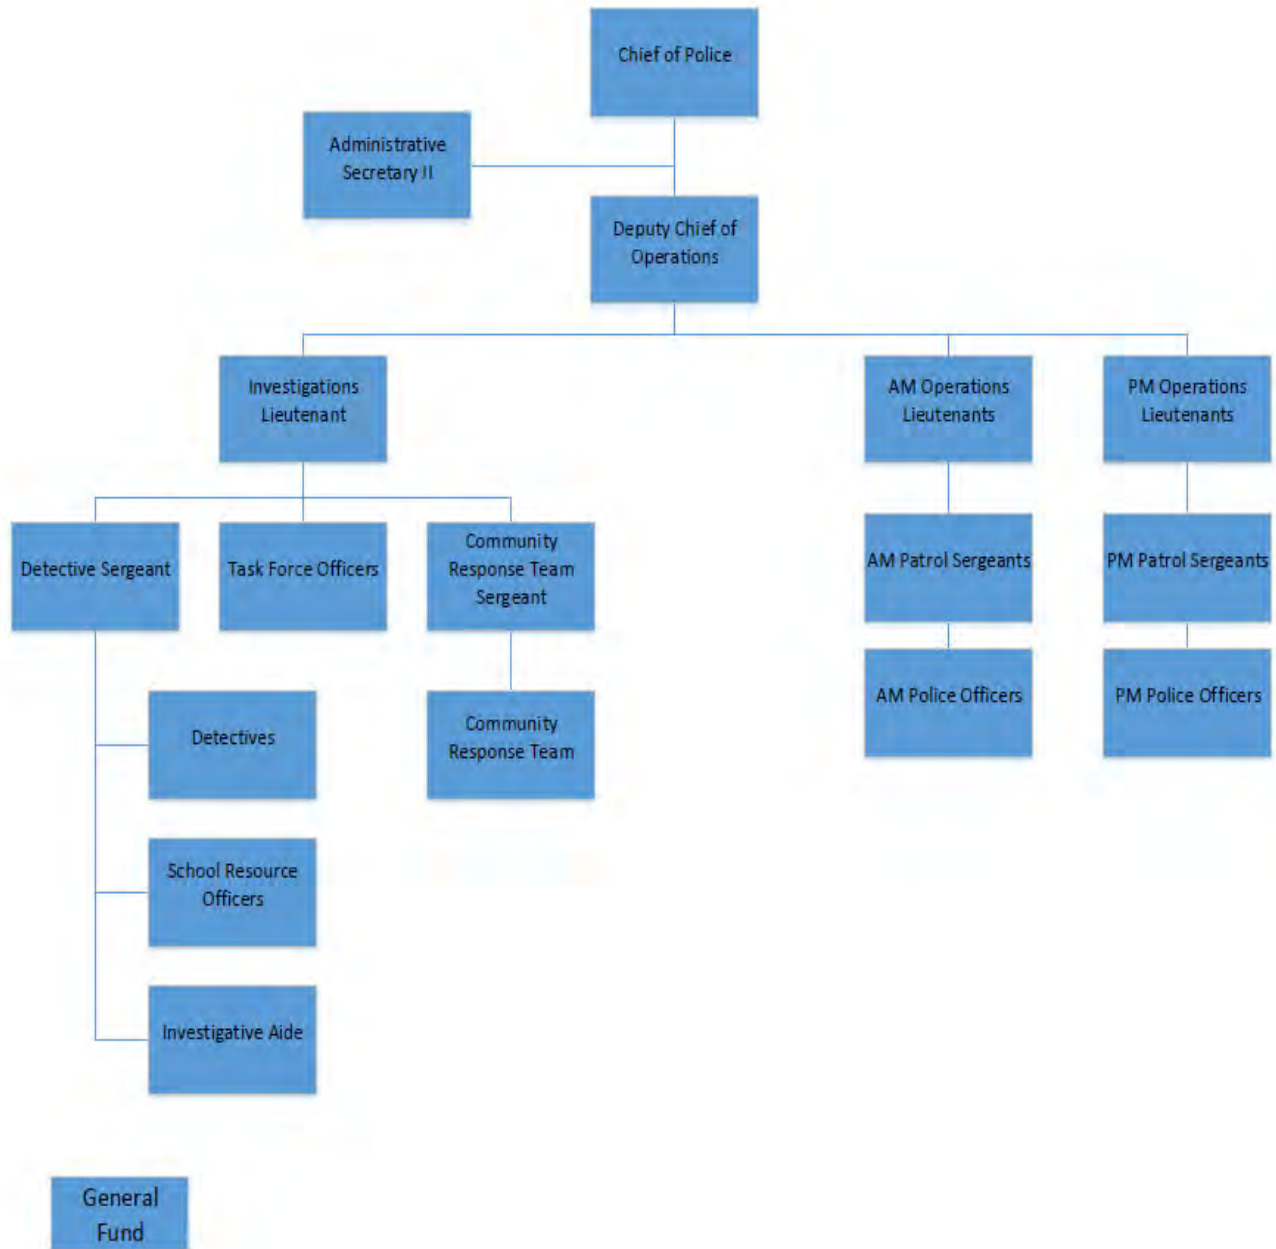 Chief of Police
Administrative
Secretary II
Deputy Chief of
Operations
Investigations
Lieutenant
AM Operations
Lieutenants
PM Operations
Lieutenants
Detective Sergeant
Task Force Officers
Community
Response Team
Sergeant
AM Patrol Sergeants
PM Patrol Sergeants
Detectives
Community
Response Team
AM Police Officers
PM Police Officers
School Resource
Officers
Investigative Aide
General
Fund